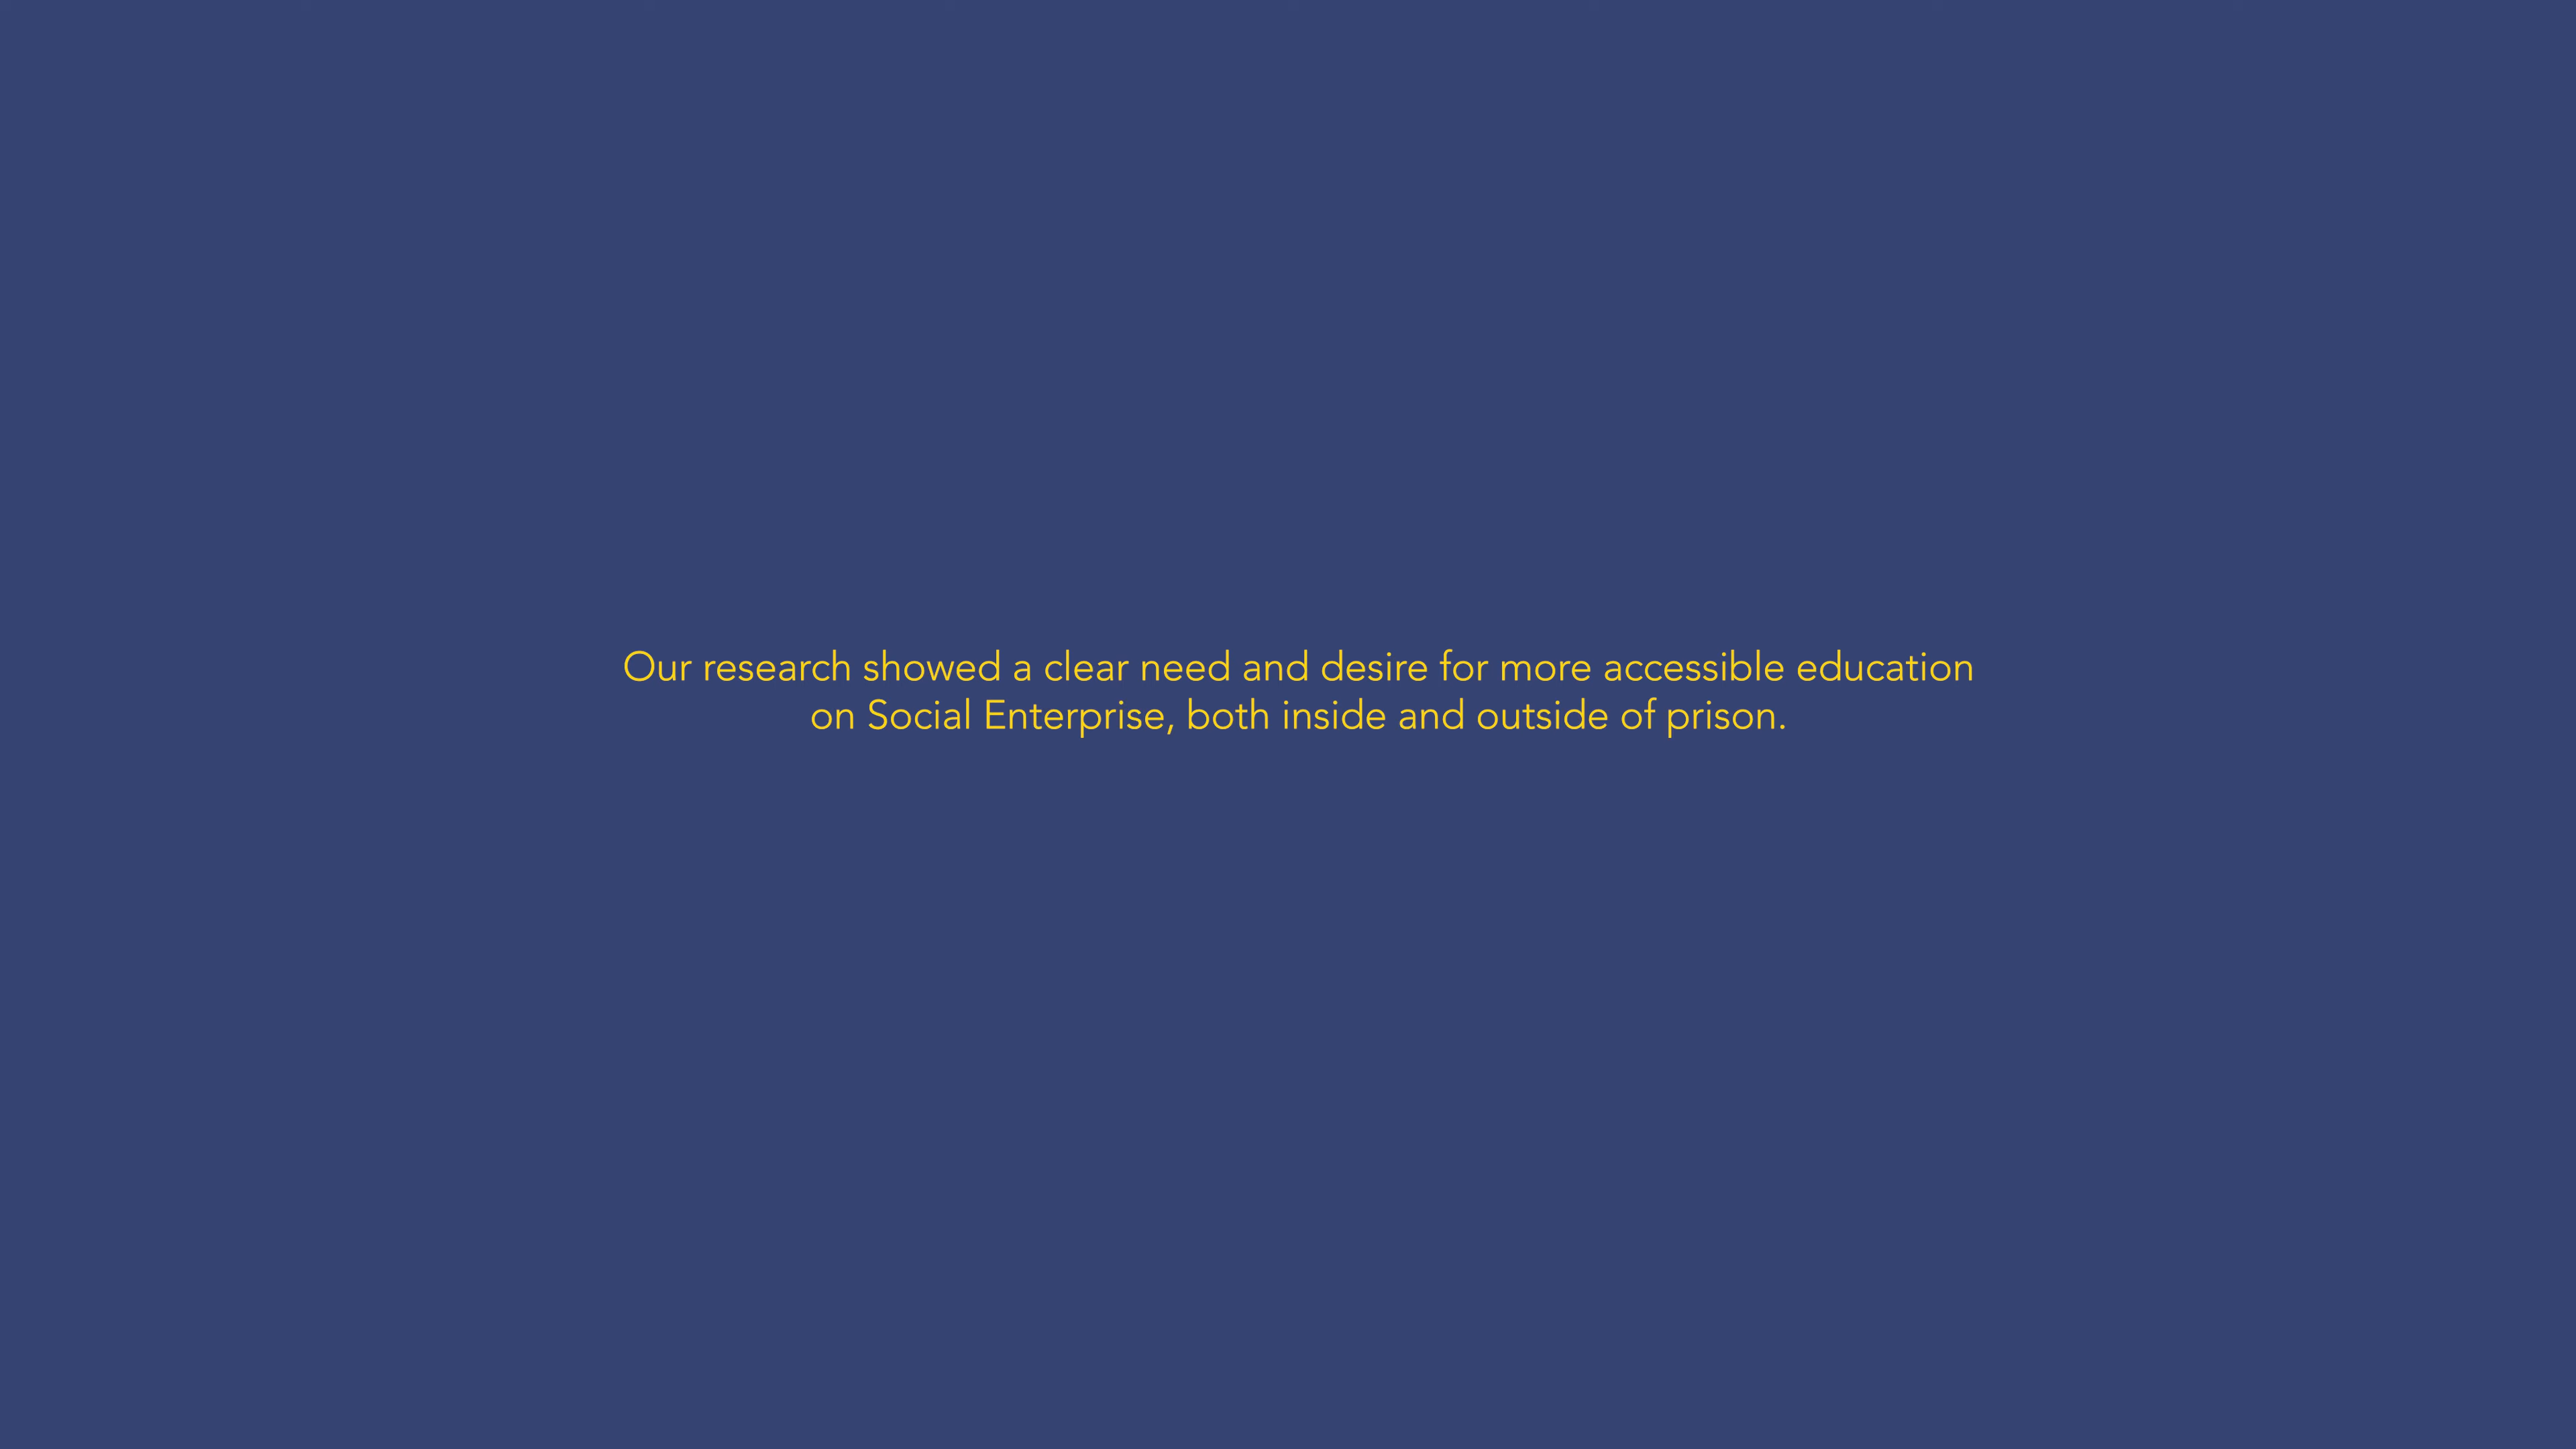 Our research showed a clear need and desire for more accessible education
on Social Enterprise, both inside and outside of prison.